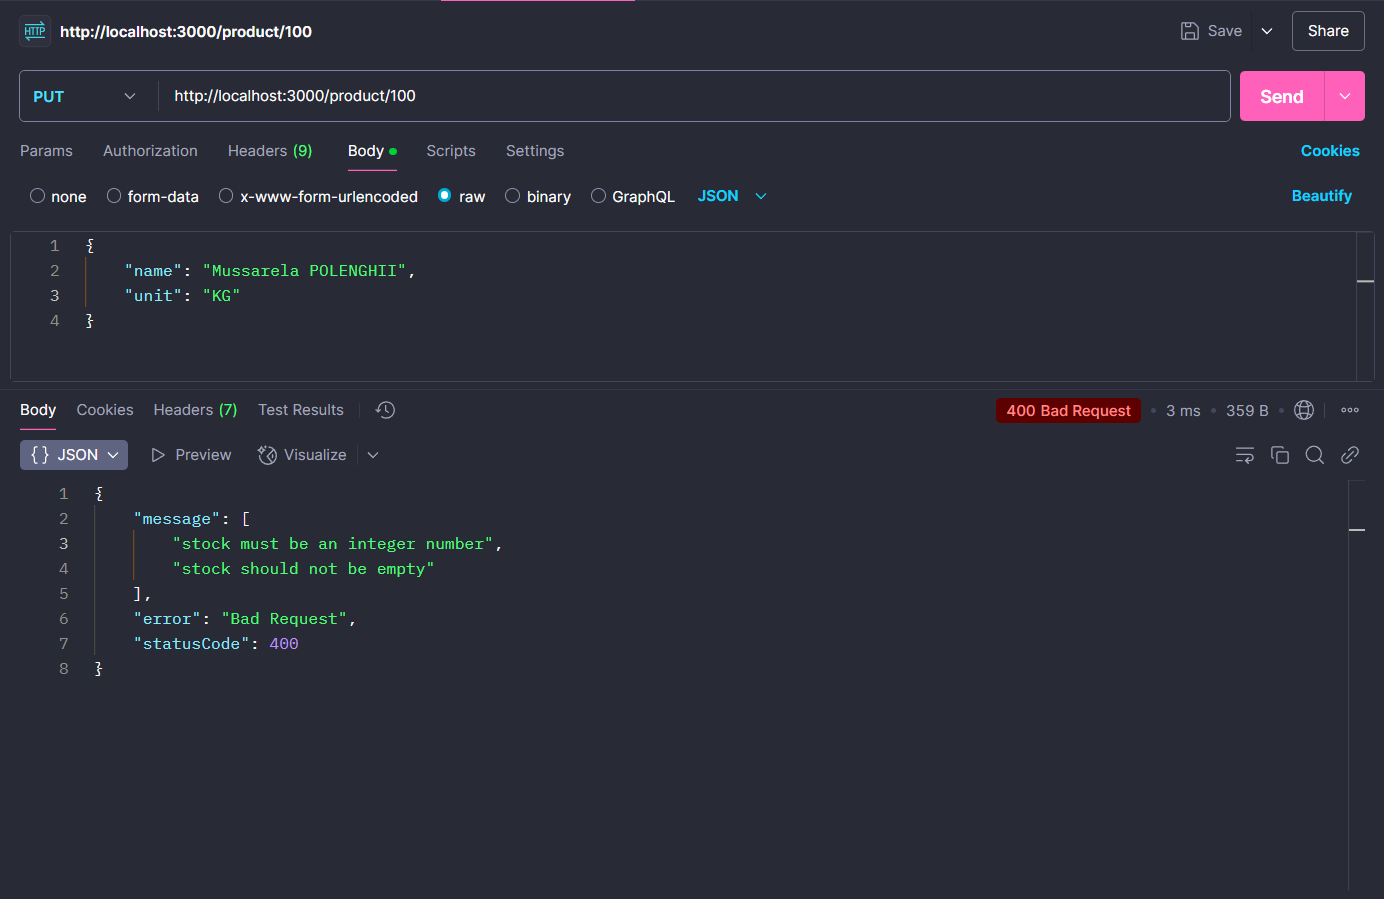 HTTP http://localhost:3000/product/100 Save Share
PUT http://localhost:3000/product/100 Send
Params Authorization Headers (9) Body Scripts Settings Cookies
none form-data x-www-form-urlencoded raw binary GraphQL JSON Beautify
1 {
2 "name": "Mussarela POLENGHII",
3 "unit": "KG"
4 }
Body Cookies Headers (7) Test Results 400 Bad Request • 3 ms • 359 B •
{} JSON Preview Visualize
1 {
2 "message": [
3 "stock must be an integer number",
4 "stock should not be empty"
5 ],
6 "error": "Bad Request",
7 "statusCode": 400
8 }